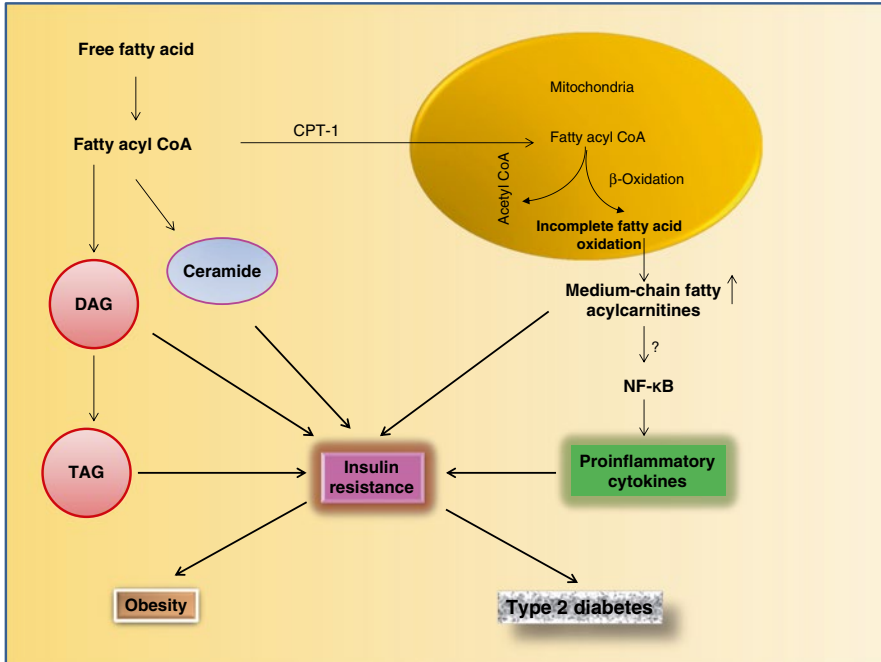 Free fatty acid
Mitochondria
CPT-1
Fatty acyl CoA
Fatty acyl CoA
Acetyl CoA
β-Oxidation
Incomplete fatty acid
oxidation
Ceramide
DAG
Medium-chain fatty
acylcarnitines
?
NF-κB
TAG
Insulin
resistance
Proinflammatory
cytokines
Obesity
Type 2 diabetes